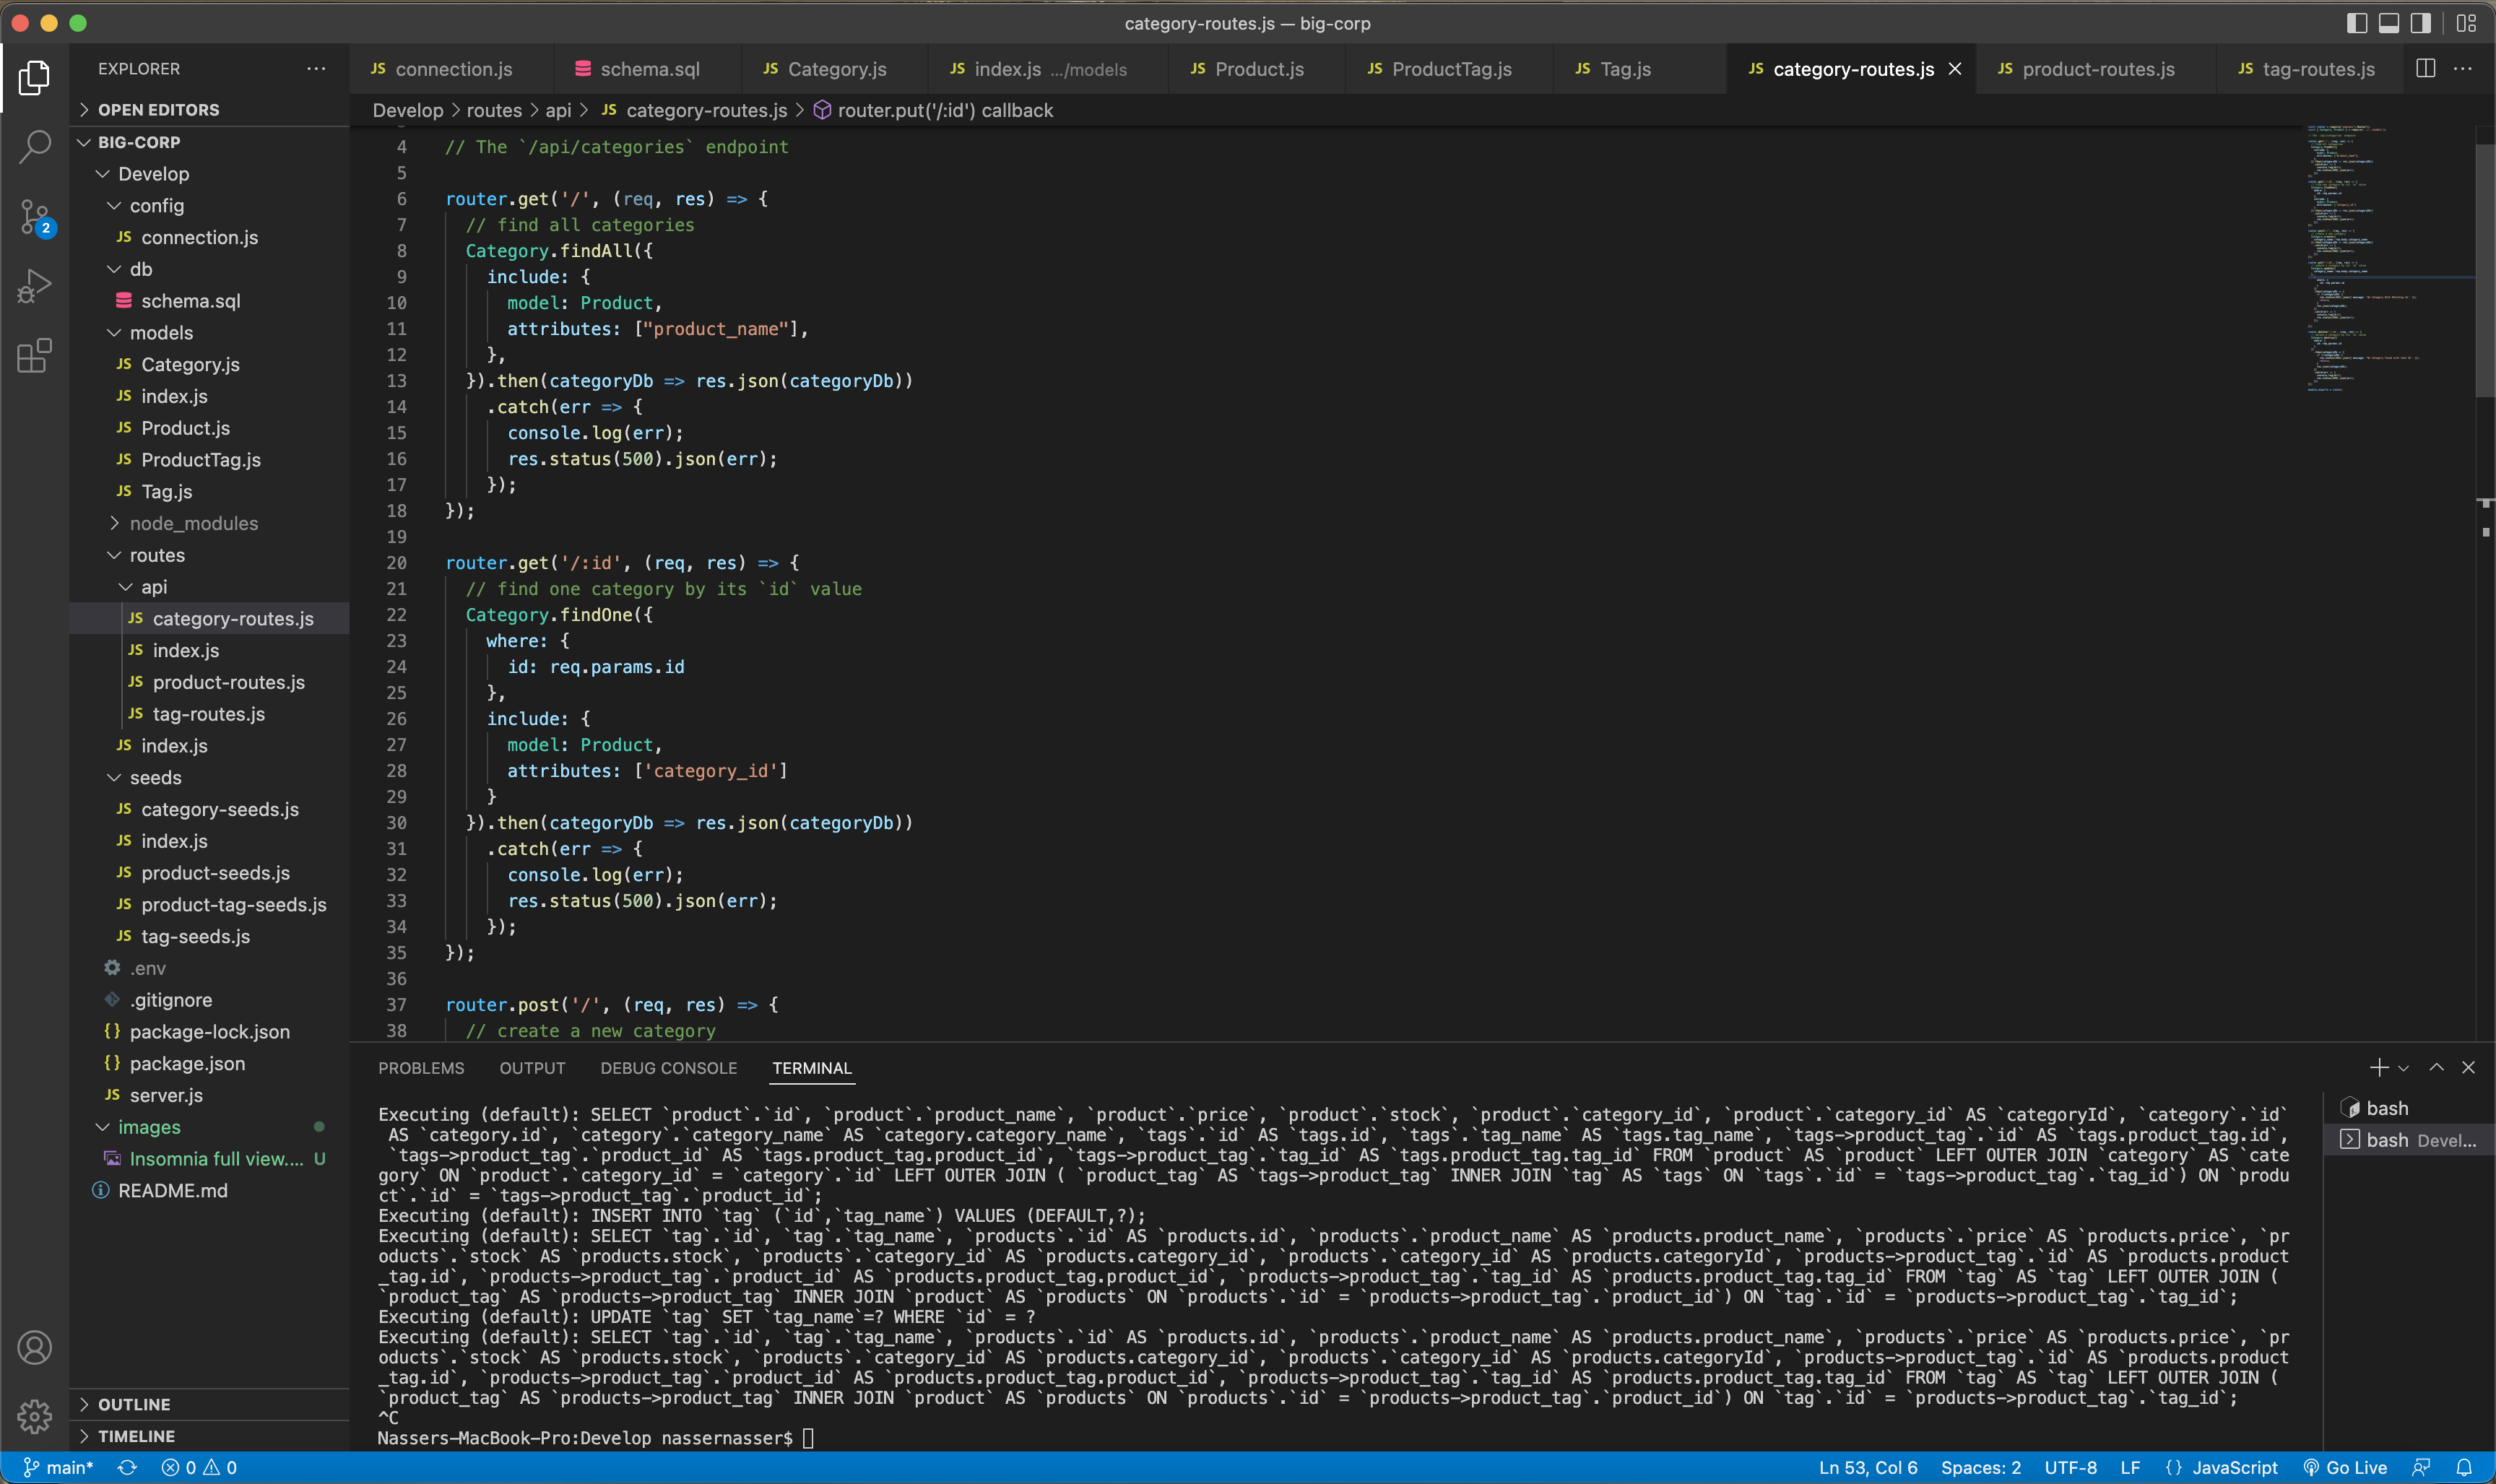 category-routes.js — big-corp
EXPLORER
OPEN EDITORS
BIG-CORP
Develop
config
JS connection.js
db
schema.sql
models
JS Category.js
JS index.js
JS Product.js
JS ProductTag.js
JS Tag.js
node_modules
routes
api
JS category-routes.js
JS index.js
JS product-routes.js
JS tag-routes.js
JS index.js
seeds
JS category-seeds.js
JS index.js
JS product-seeds.js
JS product-tag-seeds.js
JS tag-seeds.js
.env
.gitignore
{} package-lock.json
{} package.json
JS server.js
images
Insomnia full view.... U
README.md
OUTLINE
TIMELINE
2
JS connection.js schema.sql JS Category.js JS index.js .../models JS Product.js JS ProductTag.js JS Tag.js JS category-routes.js JS product-routes.js JS tag-routes.js
Develop > routes > api > JS category-routes.js > router.put('/:id') callback
4 // The `/api/categories` endpoint
5
6 router.get('/', (req, res) => {
7 // find all categories
8 Category.findAll({
9 include: {
10 model: Product,
11 attributes: ["product_name"],
12 },
13 }).then(categoryDb => res.json(categoryDb))
14 .catch(err => {
15 console.log(err);
16 res.status(500).json(err);
17 });
18 });
19
20 router.get('/:id', (req, res) => {
21 // find one category by its `id` value
22 Category.findOne({
23 where: {
24 id: req.params.id
25 },
26 include: {
27 model: Product,
28 attributes: ['category_id']
29 }
30 }).then(categoryDb => res.json(categoryDb))
31 .catch(err => {
32 console.log(err);
33 res.status(500).json(err);
34 });
35 });
36
37 router.post('/', (req, res) => {
38 // create a new category
PROBLEMS OUTPUT DEBUG CONSOLE TERMINAL
Executing (default): SELECT `product`.`id`, `product`.`product_name`, `product`.`price`, `product`.`stock`, `product`.`category_id`, `product`.`category_id` AS `categoryId`, `category`.`id`
AS `category.id`, `category`.`category_name` AS `category.category_name`, `tags`.`id` AS `tags.id`, `tags`.`tag_name` AS `tags.tag_name`, `tags->product_tag`.`id` AS `tags.product_tag.id`,
`tags->product_tag`.`product_id` AS `tags.product_tag.product_id`, `tags->product_tag`.`tag_id` AS `tags.product_tag.tag_id` FROM `product` AS `product` LEFT OUTER JOIN `category` AS `cate
gory` ON `product`.`category_id` = `category`.`id` LEFT OUTER JOIN ( `product_tag` AS `tags->product_tag` INNER JOIN `tag` AS `tags` ON `tags`.`id` = `tags->product_tag`.`tag_id`) ON `produ
ct`.`id` = `tags->product_tag`.`product_id`;
Executing (default): INSERT INTO `tag` (`id`,`tag_name`) VALUES (DEFAULT,?);
Executing (default): SELECT `tag`.`id`, `tag`.`tag_name`, `products`.`id` AS `products.id`, `products`.`product_name` AS `products.product_name`, `products`.`price` AS `products.price`, `pr
oducts`.`stock` AS `products.stock`, `products`.`category_id` AS `products.category_id`, `products`.`category_id` AS `products.categoryId`, `products->product_tag`.`id` AS `products.product
_tag.id`, `products->product_tag`.`product_id` AS `products.product_tag.product_id`, `products->product_tag`.`tag_id` AS `products.product_tag.tag_id` FROM `tag` AS `tag` LEFT OUTER JOIN (
`product_tag` AS `products->product_tag` INNER JOIN `product` AS `products` ON `products`.`id` = `products->product_tag`.`product_id`) ON `tag`.`id` = `products->product_tag`.`tag_id`;
Executing (default): UPDATE `tag` SET `tag_name`=? WHERE `id` = ?
Executing (default): SELECT `tag`.`id`, `tag`.`tag_name`, `products`.`id` AS `products.id`, `products`.`product_name` AS `products.product_name`, `products`.`price` AS `products.price`, `pr
oducts`.`stock` AS `products.stock`, `products`.`category_id` AS `products.category_id`, `products`.`category_id` AS `products.categoryId`, `products->product_tag`.`id` AS `products.product
_tag.id`, `products->product_tag`.`product_id` AS `products.product_tag.product_id`, `products->product_tag`.`tag_id` AS `products.product_tag.tag_id` FROM `tag` AS `tag` LEFT OUTER JOIN (
`product_tag` AS `products->product_tag` INNER JOIN `product` AS `products` ON `products`.`id` = `products->product_tag`.`product_id`) ON `tag`.`id` = `products->product_tag`.`tag_id`;
^C
Nassers-MacBook-Pro:Develop nassernasser$
bash
bash Devel...
main* 0 0 Ln 53, Col 6 Spaces: 2 UTF-8 LF {} JavaScript Go Live